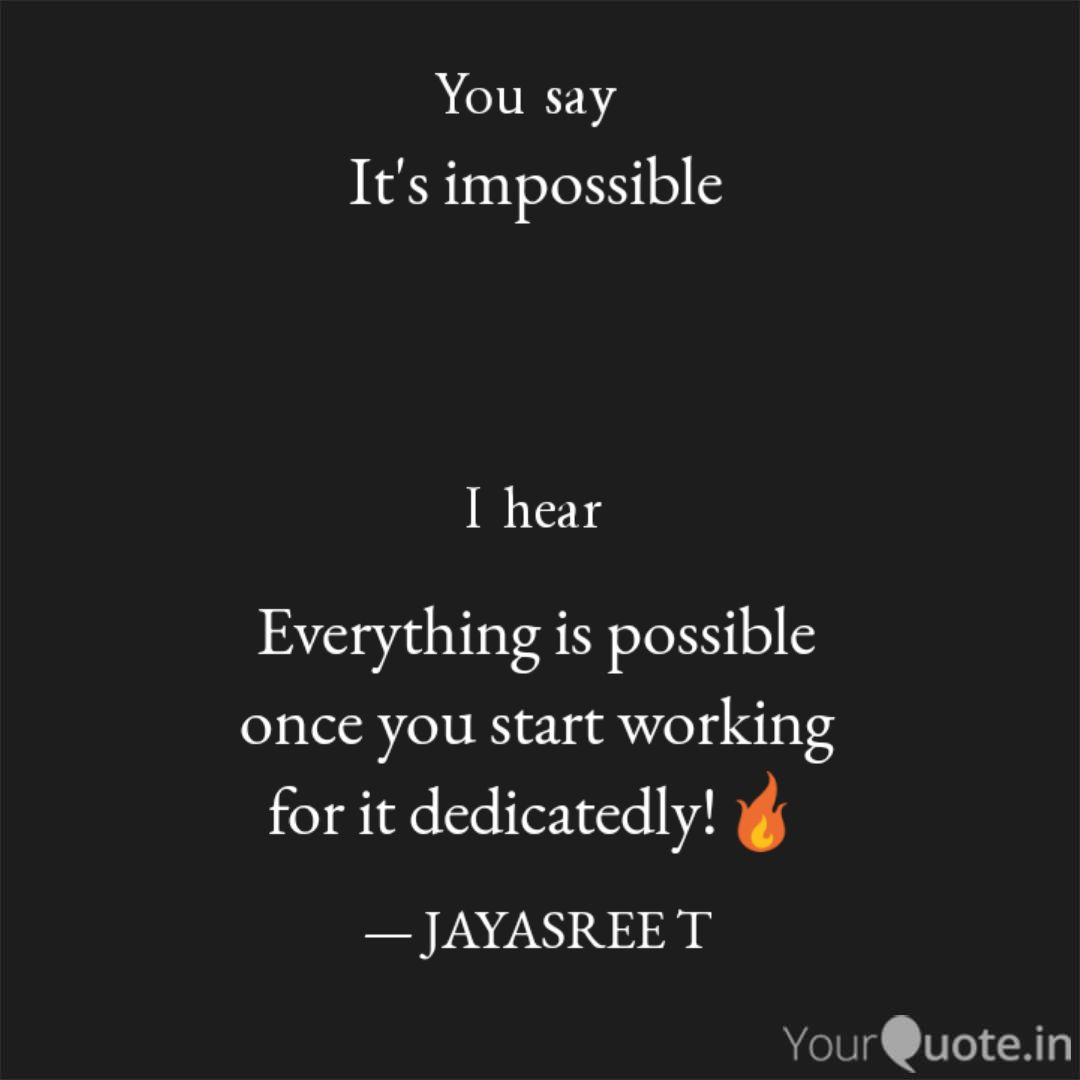 You say
It's impossible
I hear
Everything is possible
once you start working
for it dedicatedly! 🔥
— JAYASREE T
YourQuote.in